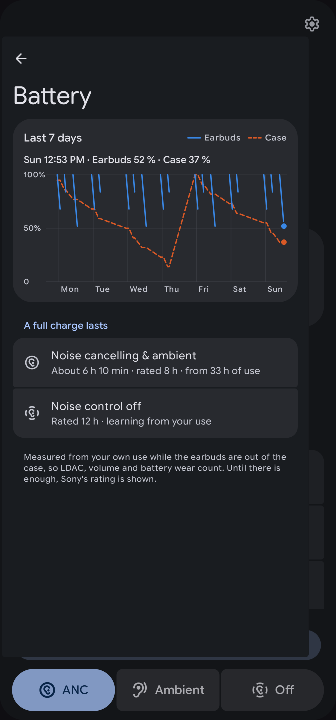 Battery
Last 7 days
Earbuds
Case
Sun 12:53 PM · Earbuds 52 % · Case 37 %
100%
50%
0
Mon Tue Wed Thu Fri Sat Sun
A full charge lasts
Noise cancelling & ambient
About 6 h 10 min · rated 8 h · from 33 h of use
Noise control off
Rated 12 h · learning from your use
Measured from your own use while the earbuds are out of the
case, so LDAC, volume and battery wear count. Until there is
enough, Sony's rating is shown.
ANC
Ambient
Off